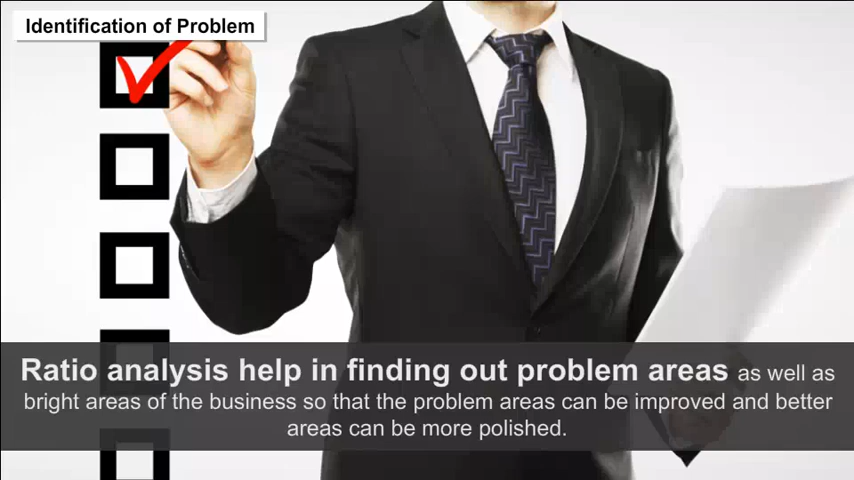 Identification of Problem
Ratio analysis help in finding out problem areas as well as
bright areas of the business so that the problem areas can be improved and better
areas can be more polished.